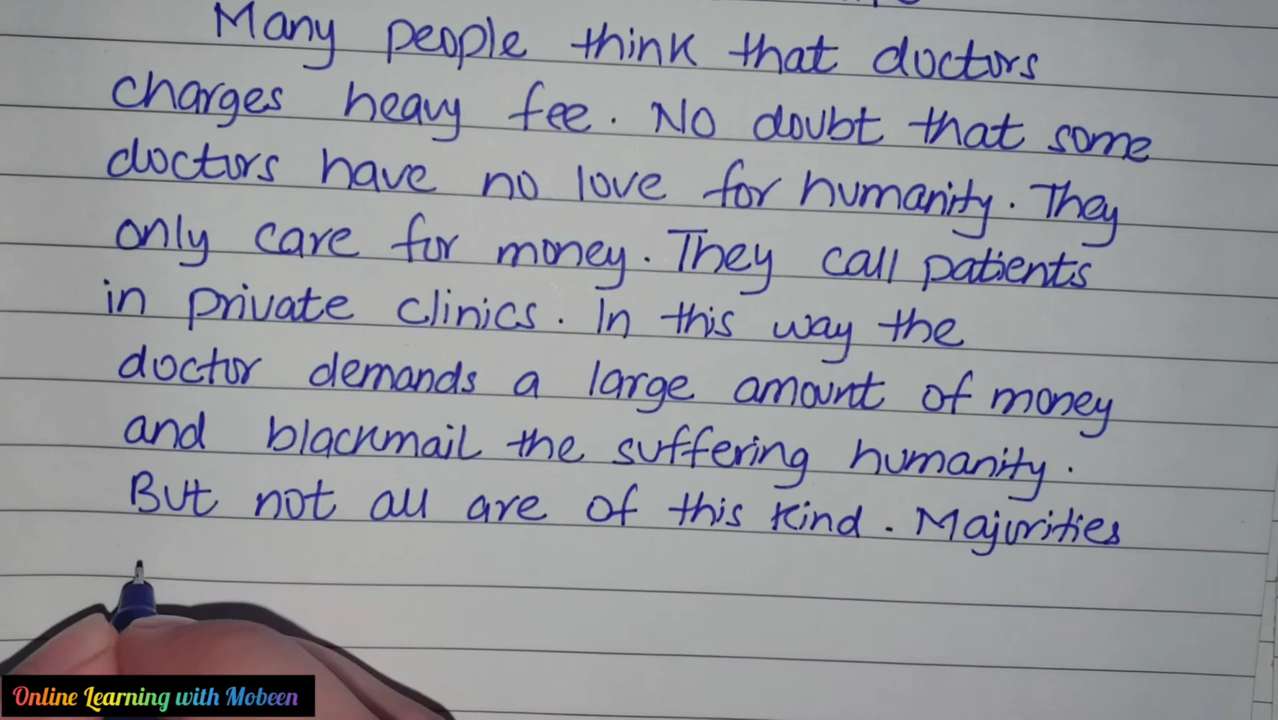 Many people think that doctors
charges heavy fee. No doubt that some
doctors have no love for humanity. They
only care for money. They call patients
in private clinics. In this way the
doctor demands a large amount of money
and blackmail the suffering humanity.
But not all are of this kind. Majurities
Online Learning with Mobeen